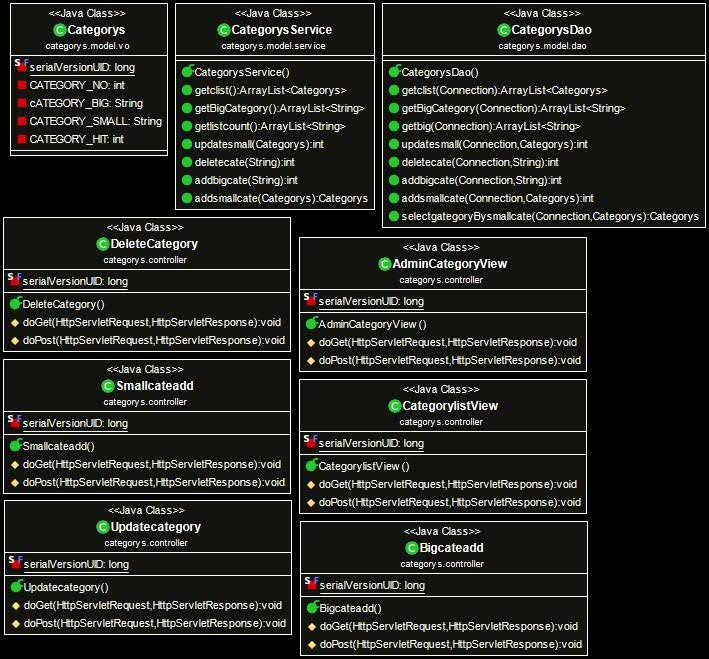 <<Java Class>>
Categorys
categorys.model.vo
serialVersionUID: long
CATEGORY_NO: int
cATEGORY_BIG: String
CATEGORY_SMALL: String
CATEGORY_HIT: int
<<Java Class>>
CategorysService
categorys.model.service
CategorysService()
getclist():ArrayList<Categorys>
getBigCategory():ArrayList<String>
getlistcount():ArrayList<String>
updatesmall(Categorys):int
deletecate(String):int
addbigcate(String):int
addsmallcate(Categorys):Categorys
<<Java Class>>
CategorysDao
categorys.model.dao
CategorysDao()
getclist(Connection):ArrayList<Categorys>
getBigCategory(Connection):ArrayList<String>
getbig(Connection):ArrayList<String>
updatesmall(Connection,Categorys):int
deletecate(Connection,String):int
addbigcate(Connection,String):int
addsmallcate(Connection,Categorys):int
selectgategoryBysmallcate(Connection,Categorys):Categorys
<<Java Class>>
DeleteCategory
categorys.controller
serialVersionUID: long
DeleteCategory()
doGet(HttpServletRequest,HttpServletResponse):void
doPost(HttpServletRequest,HttpServletResponse):void
<<Java Class>>
AdminCategoryView
categorys.controller
serialVersionUID: long
AdminCategoryView()
doGet(HttpServletRequest,HttpServletResponse):void
doPost(HttpServletRequest,HttpServletResponse):void
<<Java Class>>
Smallcateadd
categorys.controller
serialVersionUID: long
Smallcateadd()
doGet(HttpServletRequest,HttpServletResponse):void
doPost(HttpServletRequest,HttpServletResponse):void
<<Java Class>>
CategorylistView
categorys.controller
serialVersionUID: long
CategorylistView()
doGet(HttpServletRequest,HttpServletResponse):void
doPost(HttpServletRequest,HttpServletResponse):void
<<Java Class>>
Updatecategory
categorys.controller
serialVersionUID: long
Updatecategory()
doGet(HttpServletRequest,HttpServletResponse):void
doPost(HttpServletRequest,HttpServletResponse):void
<<Java Class>>
Bigcateadd
categorys.controller
serialVersionUID: long
Bigcateadd()
doGet(HttpServletRequest,HttpServletResponse):void
doPost(HttpServletRequest,HttpServletResponse):void